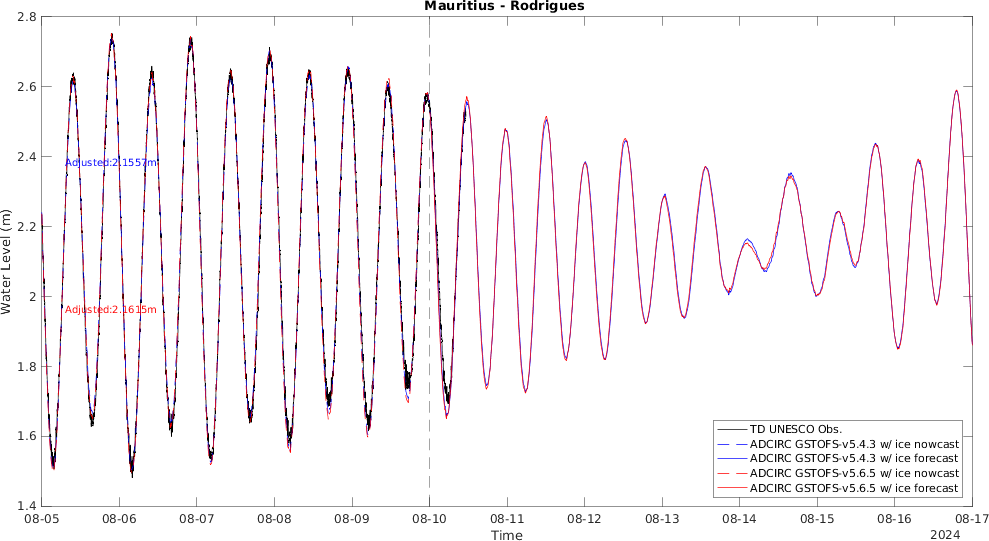 Mauritius - Rodrigues
Water Level (m)
2.8
2.6
2.4
2.2
2
1.8
1.6
1.4
Adjusted:2.1557m
Adjusted:2.1615m
TD UNESCO Obs.
ADCIRC GSTOFS-v5.4.3 w/ ice nowcast
ADCIRC GSTOFS-v5.4.3 w/ ice forecast
ADCIRC GSTOFS-v5.6.5 w/ ice nowcast
ADCIRC GSTOFS-v5.6.5 w/ ice forecast
08-05 08-06 08-07 08-08 08-09 08-10 08-11 08-12 08-13 08-14 08-15 08-16 08-17
Time
2024